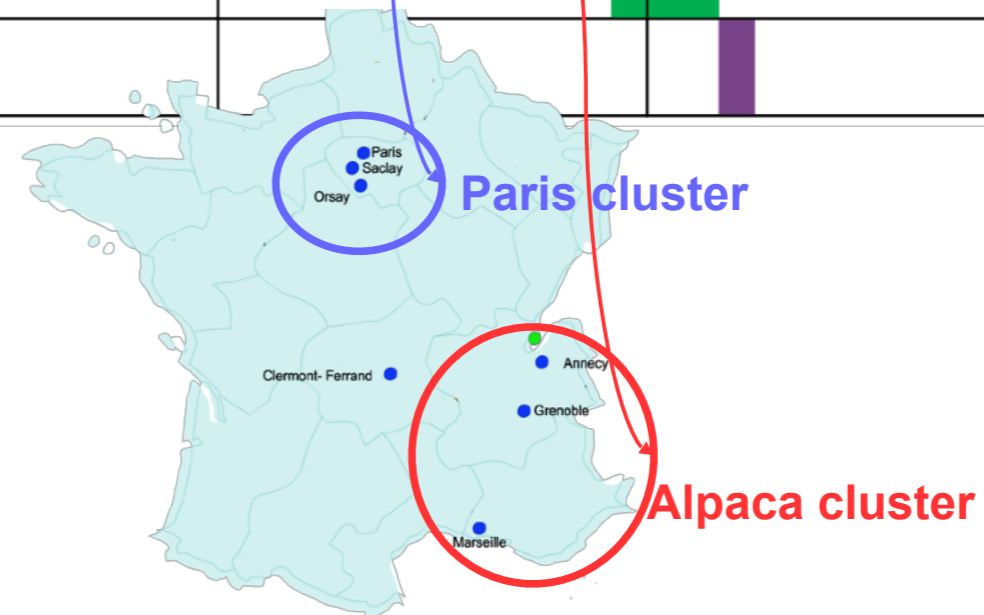 Paris
Saclay
Orsay
Paris cluster
Annecy
Clermont- Ferrand
Grenoble
Alpaca cluster
Marseille